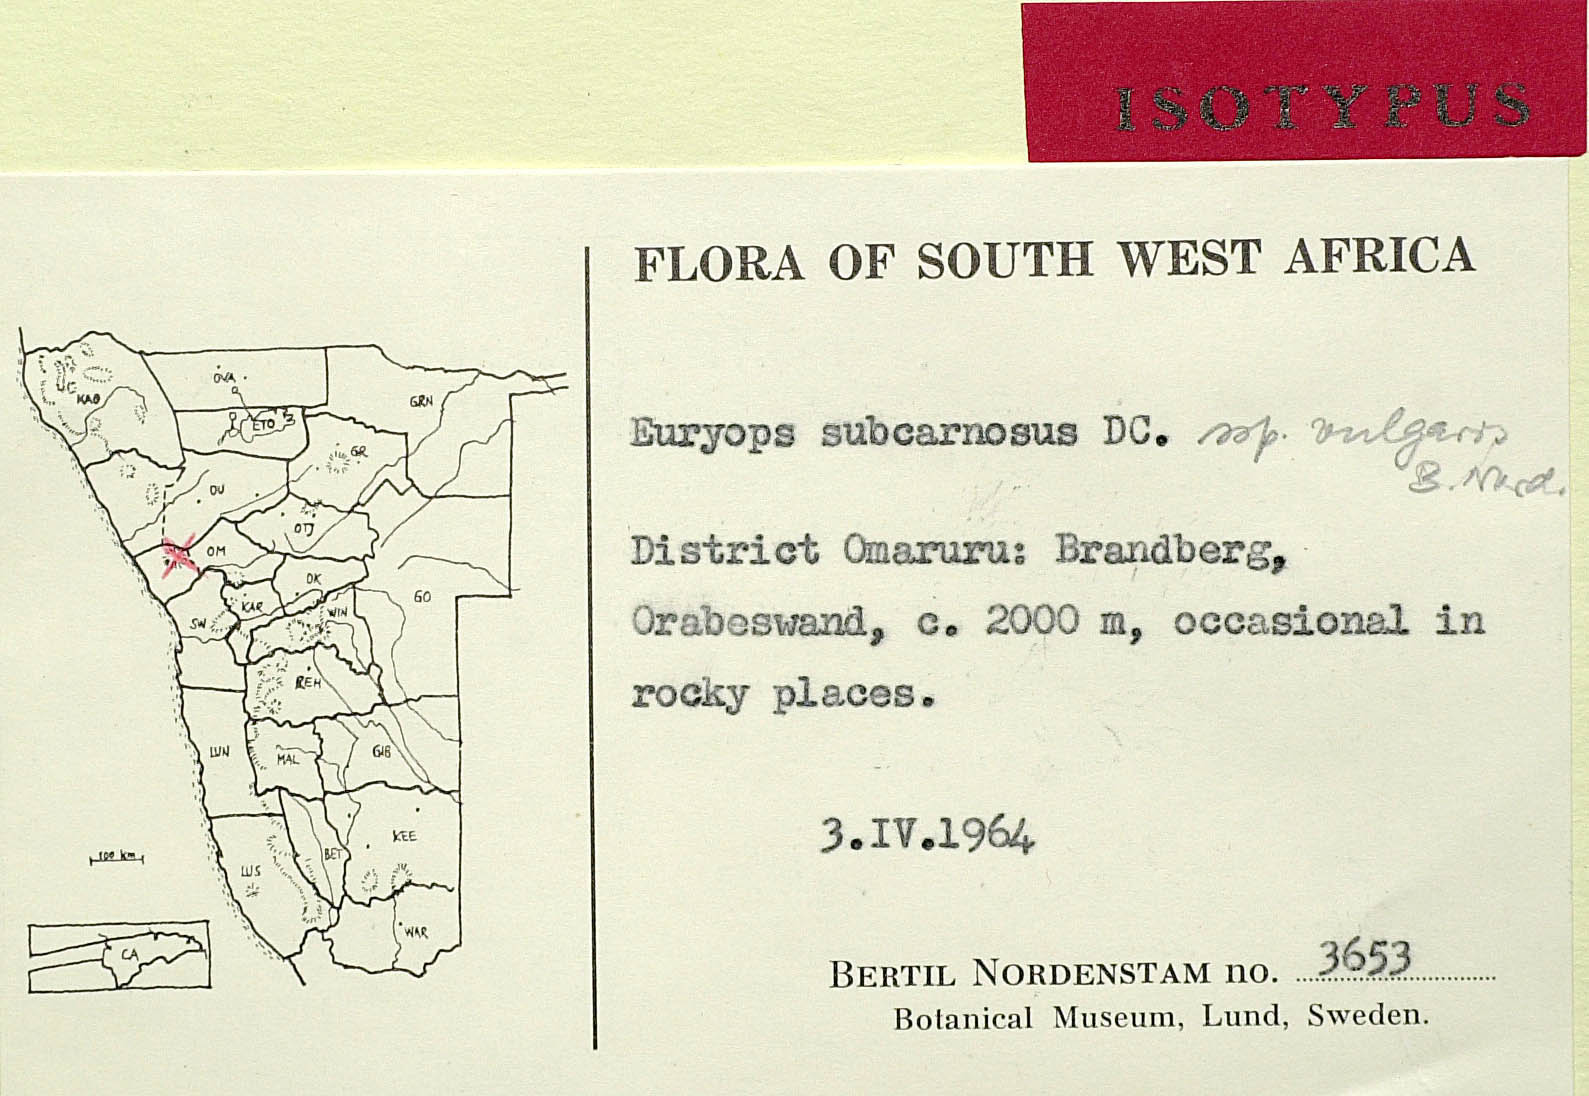 ISOTYPUS
FLORA OF SOUTH WEST AFRICA
Euryops subcarnosus DC. ssp. vulgaris
B. Nord.
District Omaruru: Brandberg,
Orabeswand, c. 2000 m, occasional in
rocky places.
3.IV.1964
BERTIL NORDENSTAM no. 3653
Botanical Museum, Lund, Sweden.
KAO
OVA
GRN
ETO
GR
OU
OTJ
OM
OK
GO
KAR
WIN
SW
REH
LUN
MAL
GIB
KEE
BET
LUS
WAR
100 km
CA